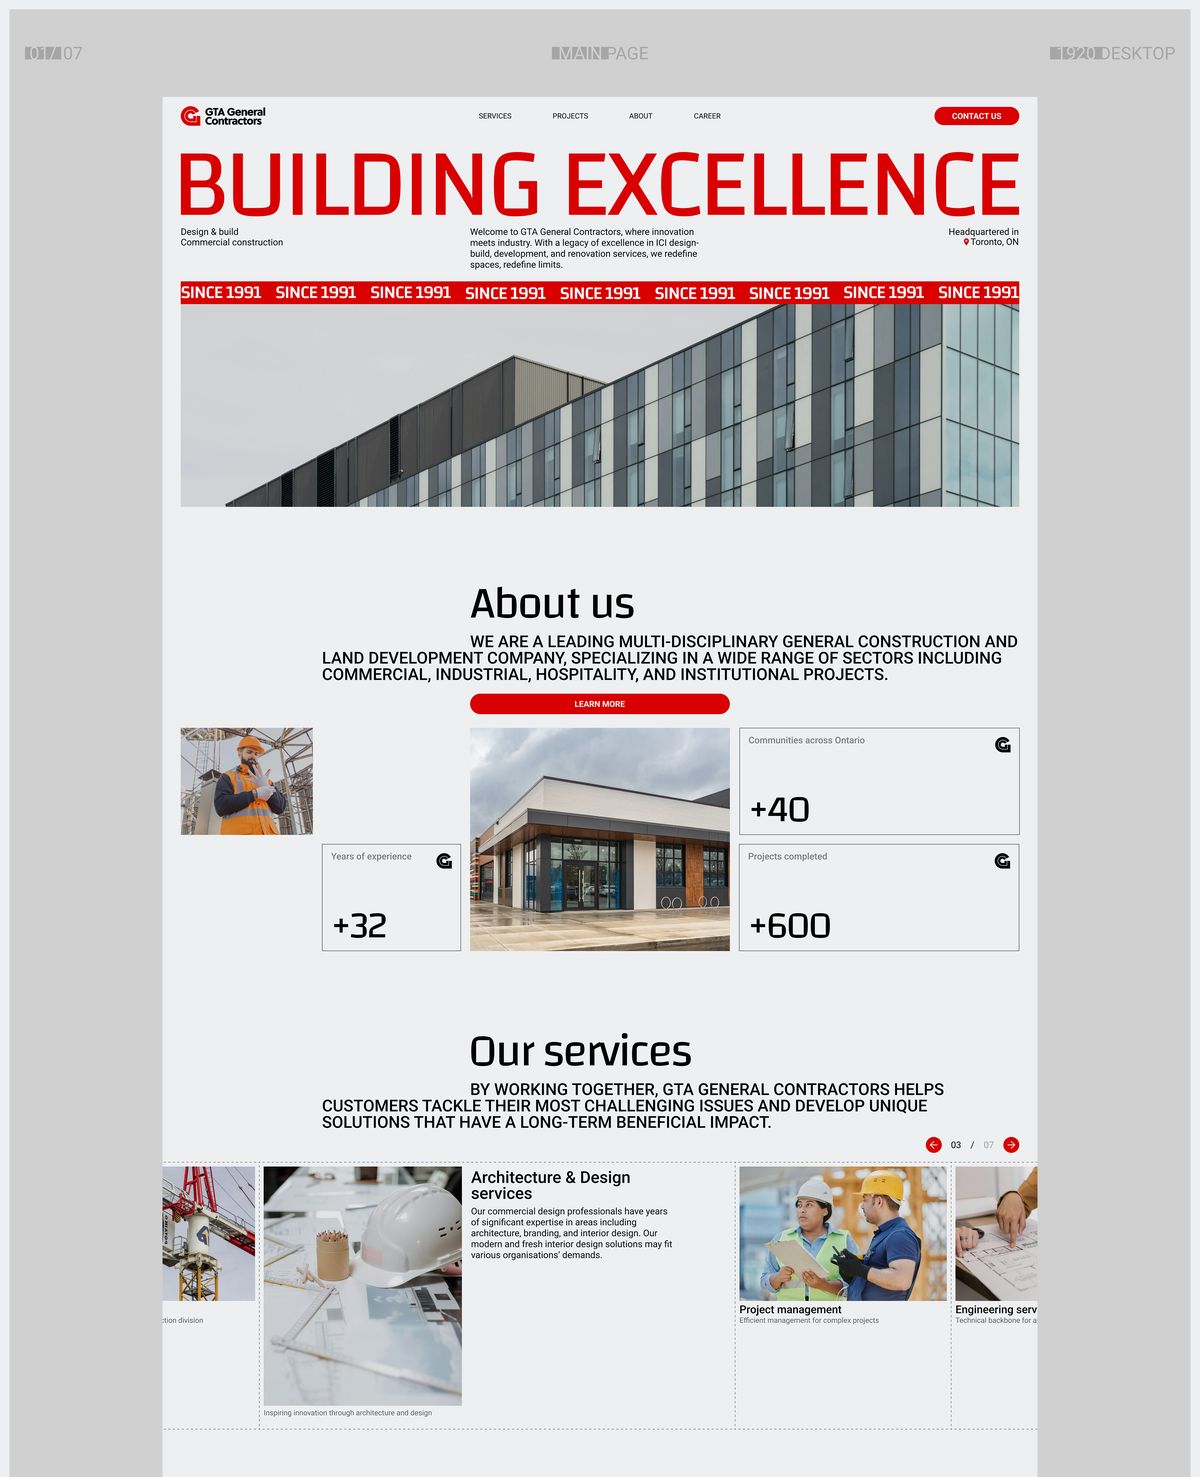 01/ 07
MAIN PAGE
1920 DESKTOP
GTA General
Contractors
SERVICES
PROJECTS
ABOUT
CAREER
CONTACT US
BUILDING EXCELLENCE
Design & build
Commercial construction
Welcome to GTA General Contractors, where innovation
meets industry. With a legacy of excellence in ICI design-
build, development, and renovation services, we redefine
spaces, redefine limits.
Headquartered in
Toronto, ON
SINCE 1991 SINCE 1991 SINCE 1991 SINCE 1991 SINCE 1991 SINCE 1991 SINCE 1991 SINCE 1991 SINCE 1991
About us
WE ARE A LEADING MULTI-DISCIPLINARY GENERAL CONSTRUCTION AND
LAND DEVELOPMENT COMPANY, SPECIALIZING IN A WIDE RANGE OF SECTORS INCLUDING
COMMERCIAL, INDUSTRIAL, HOSPITALITY, AND INSTITUTIONAL PROJECTS.
LEARN MORE
Communities across Ontario
+40
Years of experience
+32
Projects completed
+600
Our services
BY WORKING TOGETHER, GTA GENERAL CONTRACTORS HELPS
CUSTOMERS TACKLE THEIR MOST CHALLENGING ISSUES AND DEVELOP UNIQUE
SOLUTIONS THAT HAVE A LONG-TERM BENEFICIAL IMPACT.
03 / 07
ction division
Inspiring innovation through architecture and design
Architecture & Design
services
Our commercial design professionals have years
of significant expertise in areas including
architecture, branding, and interior design. Our
modern and fresh interior design solutions may fit
various organisations' demands.
Project management
Efficient management for complex projects
Engineering serv
Technical backbone for a